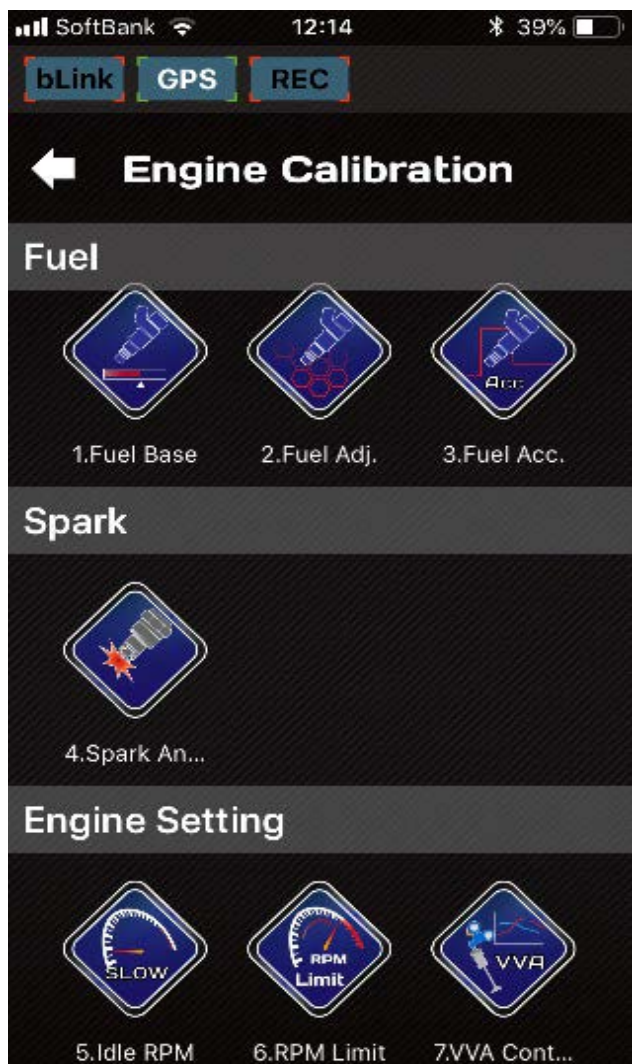 SoftBank 12:14 39%
bLink GPS REC
Engine Calibration
Fuel
Acc
1.Fuel Base 2.Fuel Adj. 3.Fuel Acc.
Spark
4.Spark An...
Engine Setting
SLOW RPM Limit VVA
5.Idle RPM 6.RPM Limit 7.VVA Cont...